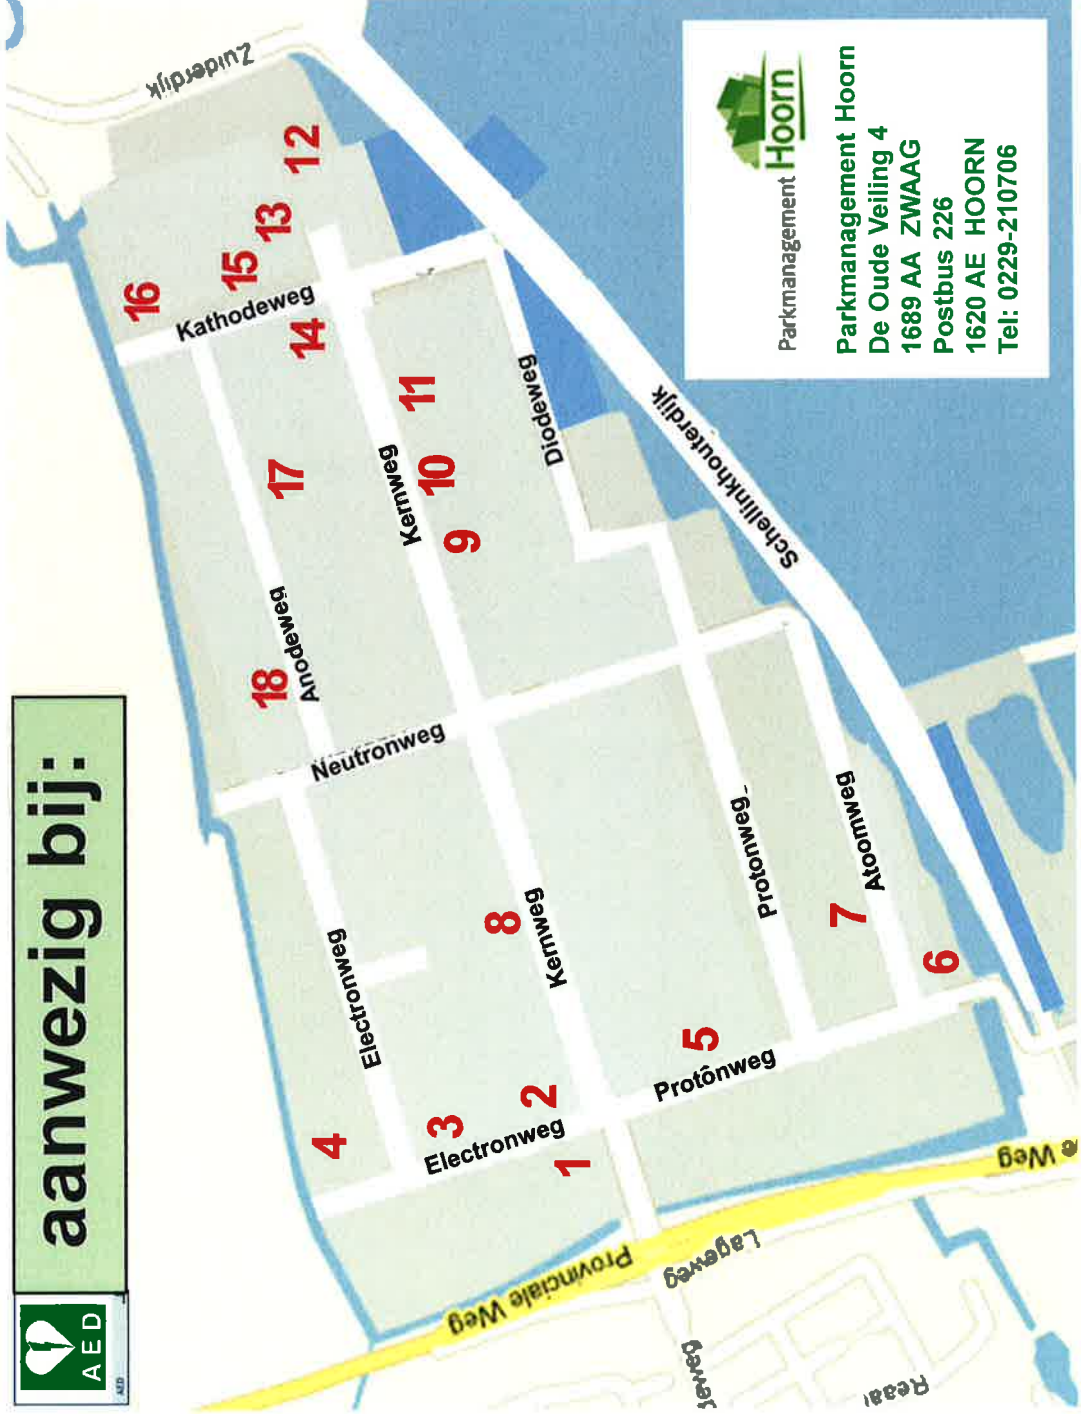 AED
AED
aanwezig bij:
Zuiderdijk
16
15
13
12
Kathodeweg
14
17
11
10
9
Kernweg
Diodeweg
Anodeweg
18
Neutronweg
Schellinkhouterdijk
Electronweg
8
Kernweg
Protonweg
Atoomweg
7
6
4
3
2
1
Electronweg
5
Protonweg
Provinciale Weg
Lageweg
Weg
Parkmanagement Hoorn
Parkmanagement Hoorn
De Oude Veiling 4
1689 AA ZWAAG
Postbus 226
1620 AE HOORN
Tel: 0229-210706